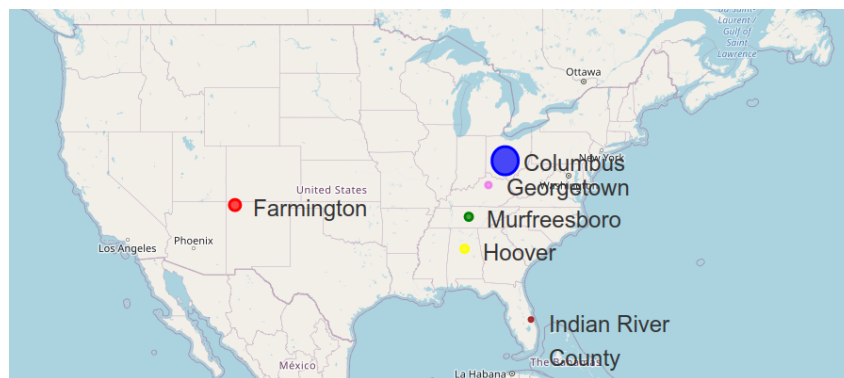 du Saint-
Laurent /
Gulf of
Saint
Lawrence
Ottawa
New York
Columbus
Washington
Georgetown
United States
Farmington
Murfreesboro
Phoenix
Los Angeles
Hoover
Indian River
County
The Bahamas
México
La Habana